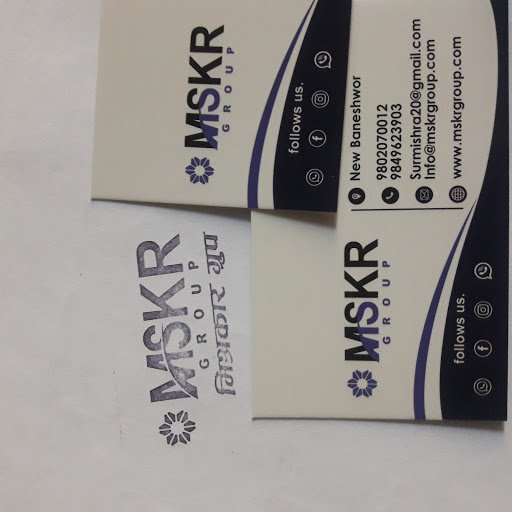 MSKR
GROUP
follows us.
New Baneshwor
9802070012
9849623903
Surmishra20@gmail.com
Info@mskrgroup.com
www.mskrgroup.com
MSKR
GROUP
मिश्रकार ग्रुप
MSKR
GROUP
follows us.